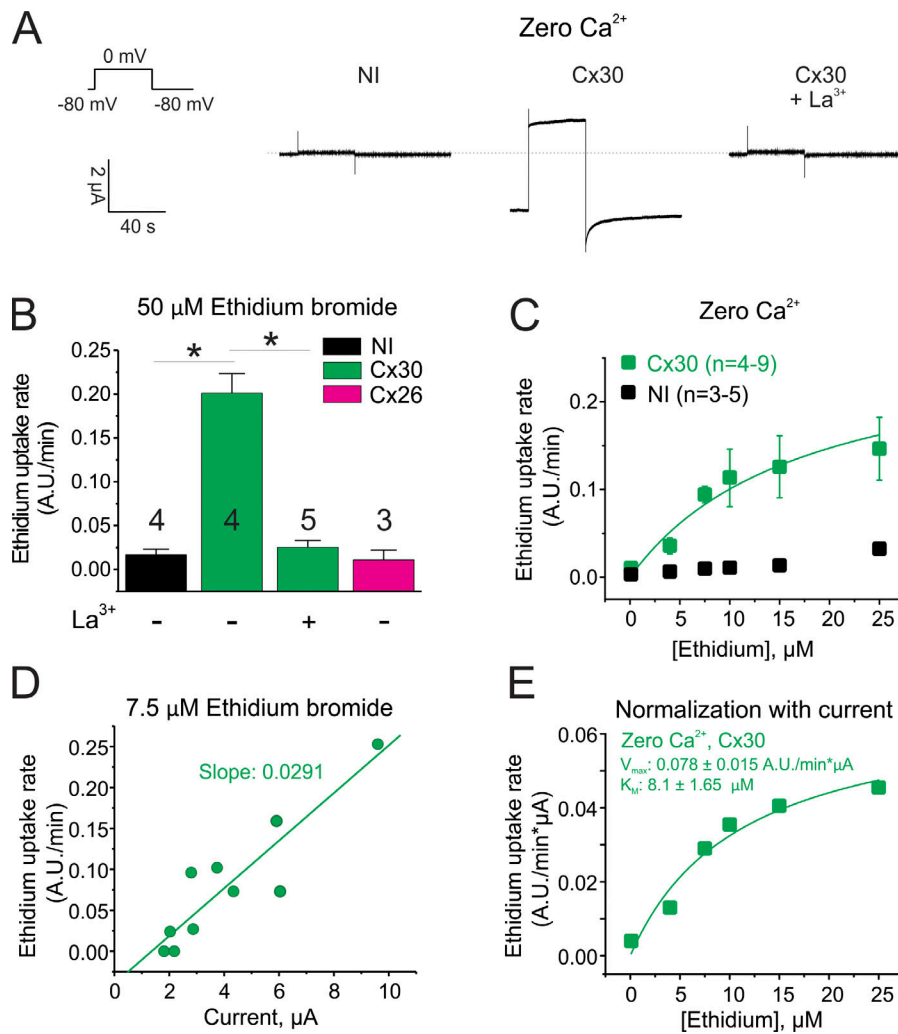 A
Zero Ca²⁺
0 mV
-80 mV
-80 mV
NI
Cx30
Cx30
+ La³⁺
2 µA
40 s
B
50 µM Ethidium bromide
Ethidium uptake rate
(A.U./min)
0.25
0.20
0.15
0.10
0.05
0.00
*
*
NI
Cx30
Cx26
4
4
5
3
La³⁺
-
-
+
-
C
Zero Ca²⁺
Cx30 (n=4-9)
NI (n=3-5)
Ethidium uptake rate
(A.U./min)
0.2
0.1
0.0
0
5
10
15
20
25
[Ethidium], µM
D
7.5 µM Ethidium bromide
Slope: 0.0291
Ethidium uptake rate
(A.U./min)
0.25
0.20
0.15
0.10
0.05
0.00
0
2
4
6
8
10
Current, µA
E
Normalization with current
Zero Ca²⁺, Cx30
Vmax: 0.078 ± 0.015 A.U./min*µA
KM: 8.1 ± 1.65 µM
Ethidium uptake rate
(A.U./min*µA)
0.06
0.04
0.02
0.00
0
5
10
15
20
25
[Ethidium], µM